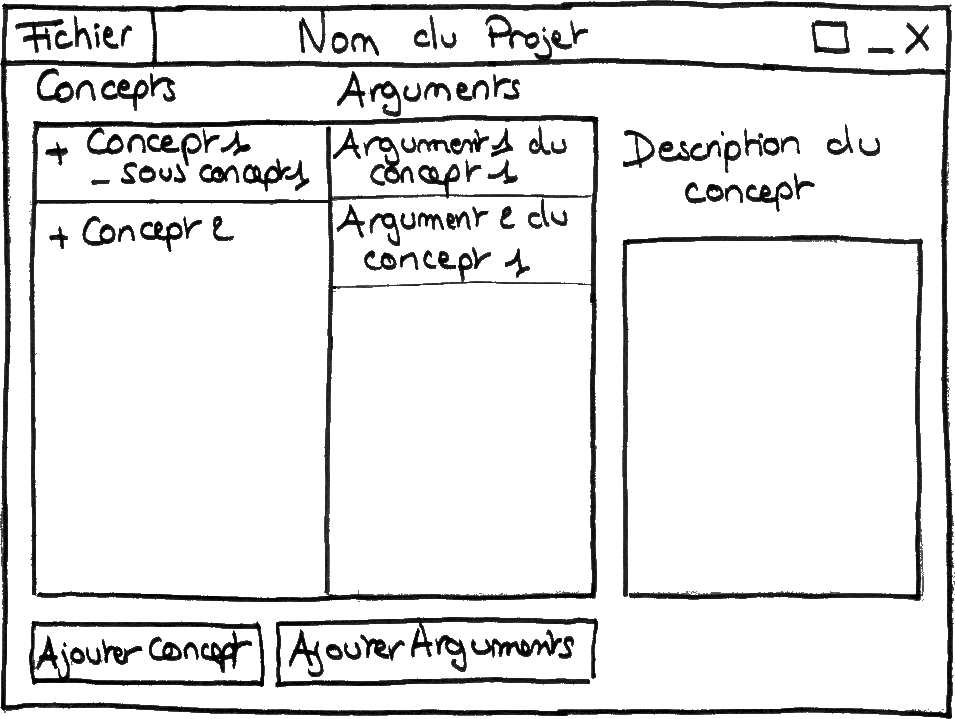 Fichier
Nom du Projet
Concepts
Arguments
+ Concept 1
- sous concept 1
+ Concept 2
Argument 1 du
concept 1
Argument 2 du
concept 1
Description du
concept
Ajouter Concept
Ajouter Arguments